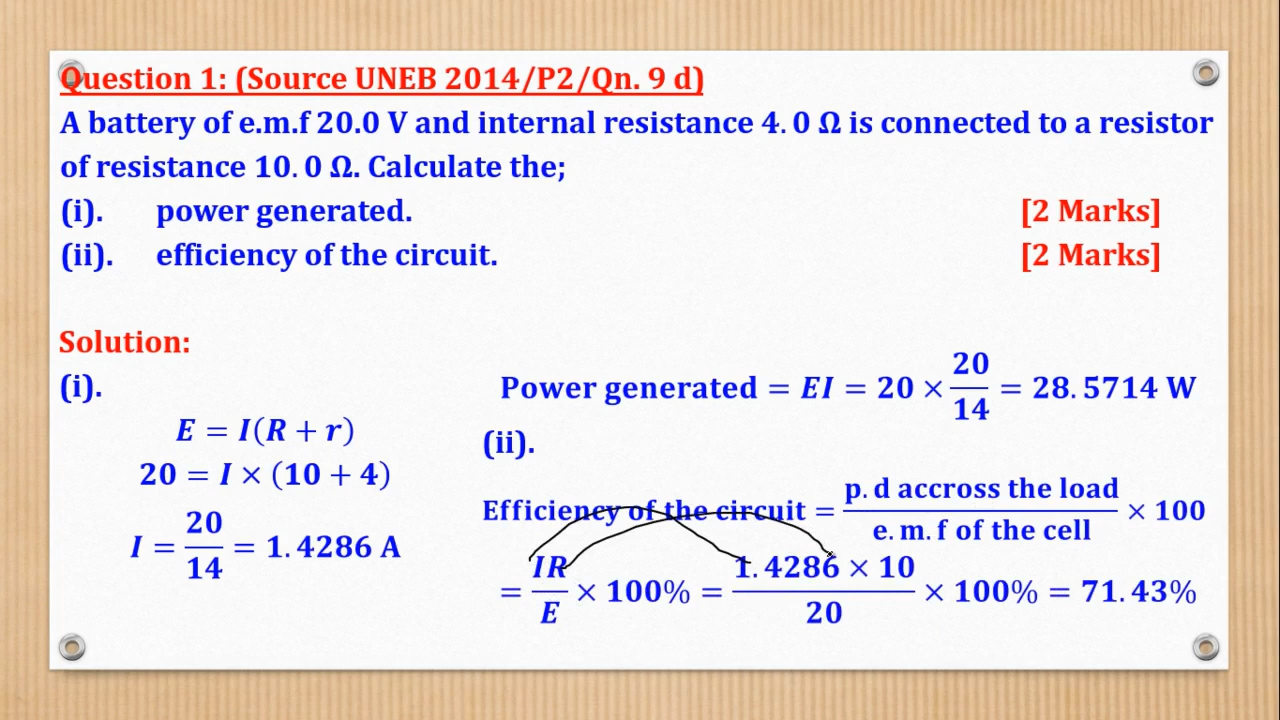 Question 1: (Source UNEB 2014/P2/Qn. 9 d)
A battery of e.m.f 20.0 V and internal resistance 4. 0 Ω is connected to a resistor
of resistance 10. 0 Ω. Calculate the;
(i). power generated. [2 Marks]
(ii). efficiency of the circuit. [2 Marks]
Solution:
(i).
E = I(R + r)
20 = I × (10 + 4)
I = 20/14 = 1. 4286 A
Power generated = EI = 20 × 20/14 = 28. 5714 W
(ii).
Efficiency of the circuit = p. d accross the load/e. m. f of the cell × 100
= IR/E × 100% = 1. 4286 × 10/20 × 100% = 71. 43%